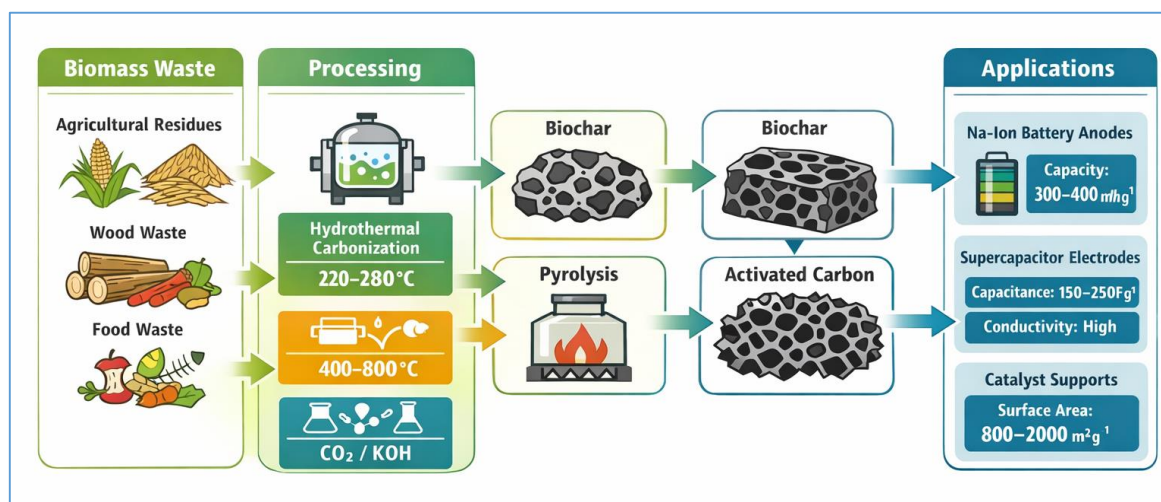 Biomass Waste
Agricultural Residues
Wood Waste
Food Waste
Processing
Hydrothermal
Carbonization
220–280°C
400–800°C
CO₂ / KOH
Biochar
Pyrolysis
Biochar
Activated Carbon
Applications
Na-Ion Battery Anodes
Capacity:
300–400
Supercapacitor Electrodes
Capacitance: 150–250Fg¹
Conductivity: High
Catalyst Supports
Surface Area:
800–2000 m²g⁻¹